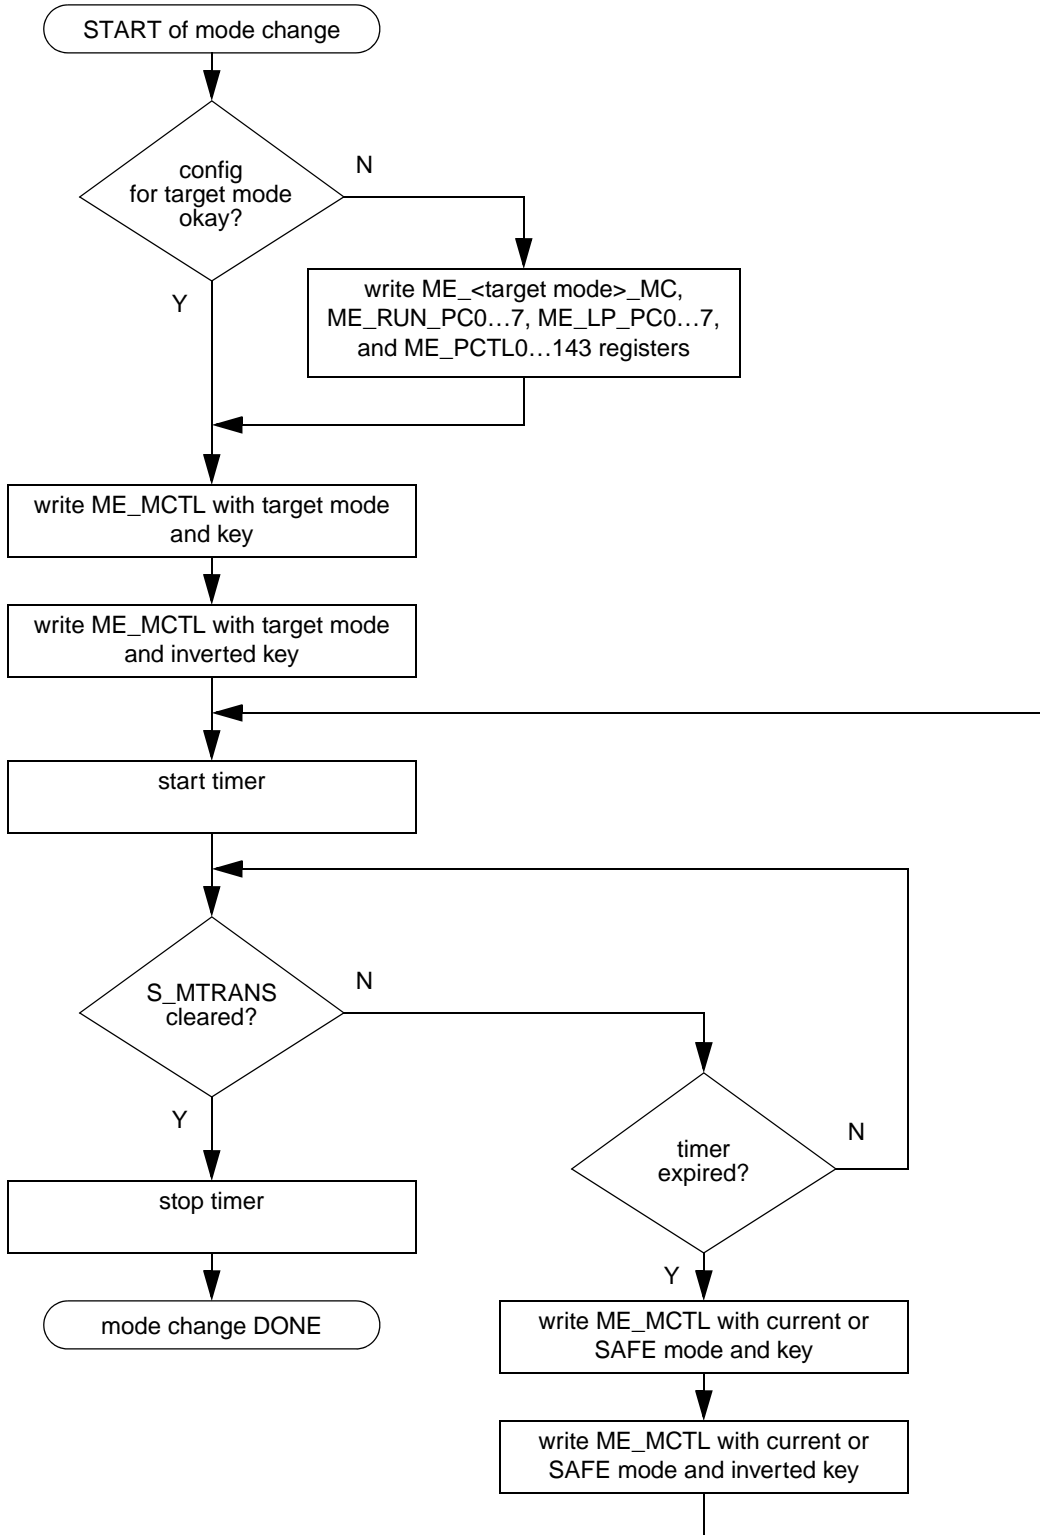 START of mode change
config
for target mode
okay?
N
Y
write ME_<target mode>_MC,
ME_RUN_PC0…7, ME_LP_PC0…7,
and ME_PCTL0…143 registers
write ME_MCTL with target mode
and key
write ME_MCTL with target mode
and inverted key
start timer
S_MTRANS
cleared?
N
Y
timer
expired?
N
Y
stop timer
mode change DONE
write ME_MCTL with current or
SAFE mode and key
write ME_MCTL with current or
SAFE mode and inverted key